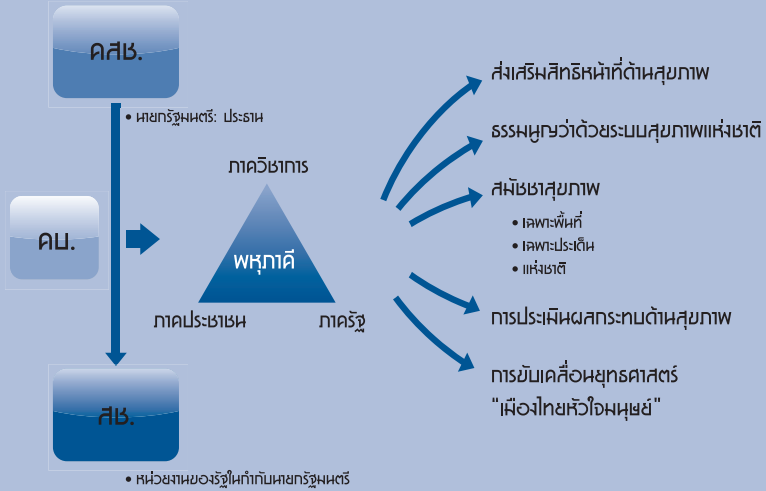 คสช.
• นายกรัฐมนตรี: ประธาน
คบ.
สช.
• หน่วยงานของรัฐในกำกับนายกรัฐมนตรี
ภาควิชาการ
พหุภาคี
ภาคประชาชน
ภาครัฐ
ส่งเสริมสิทธิหน้าที่ด้านสุขภาพ
ธรรมนูญว่าด้วยระบบสุขภาพแห่งชาติ
สมัชชาสุขภาพ
• เฉพาะพื้นที่
• เฉพาะประเด็น
• แห่งชาติ
การประเมินผลกระทบด้านสุขภาพ
การขับเคลื่อนยุทธศาสตร์
"เมืองไทยหัวใจมนุษย์"